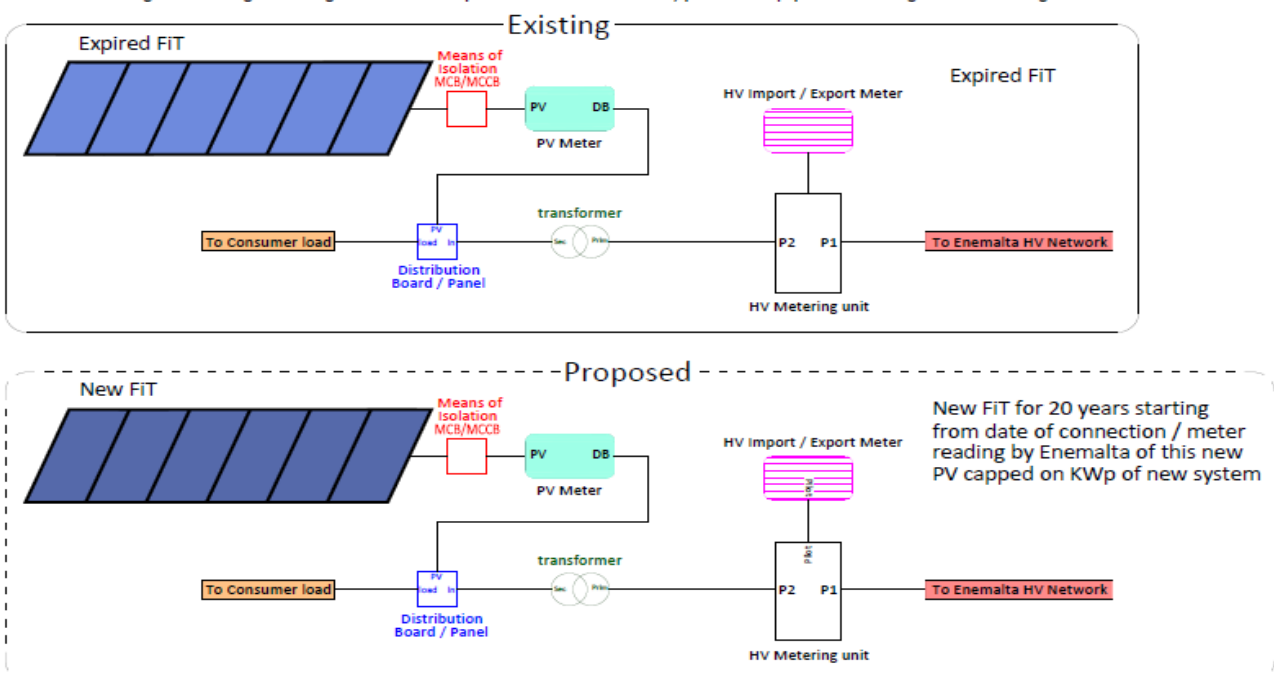 Existing
Expired FiT
Means of
Isolation
MCB/MCCB
Expired FiT
HV Import / Export Meter
PV DB
PV Meter
transformer
To Consumer load
PV
load In
Sec Prim
P2 P1
To Enemalta HV Network
Distribution
Board / Panel
HV Metering unit
Proposed
New FiT
Means of
Isolation
MCB/MCCB
New FiT for 20 years starting
from date of connection / meter
reading by Enemalta of this new
PV capped on KWp of new system
HV Import / Export Meter
PV DB
Pilot
PV Meter
Pilot
transformer
To Consumer load
PV
load In
Sec Prim
P2 P1
To Enemalta HV Network
Distribution
Board / Panel
HV Metering unit